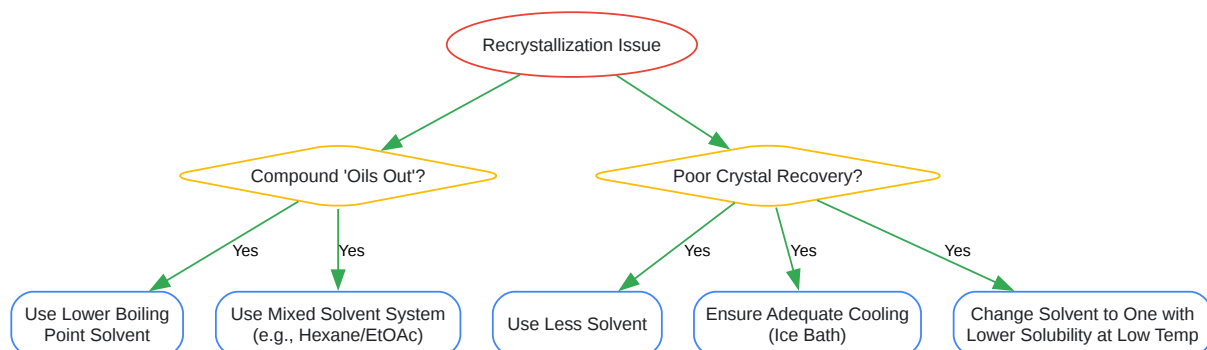 Recrystallization Issue
Compound 'Oils Out'?
Poor Crystal Recovery?
Yes
Yes
Yes
Yes
Yes
Use Lower Boiling
Point Solvent
Use Mixed Solvent System
(e.g., Hexane/EtOAc)
Use Less Solvent
Ensure Adequate Cooling
(Ice Bath)
Change Solvent to One with
Lower Solubility at Low Temp